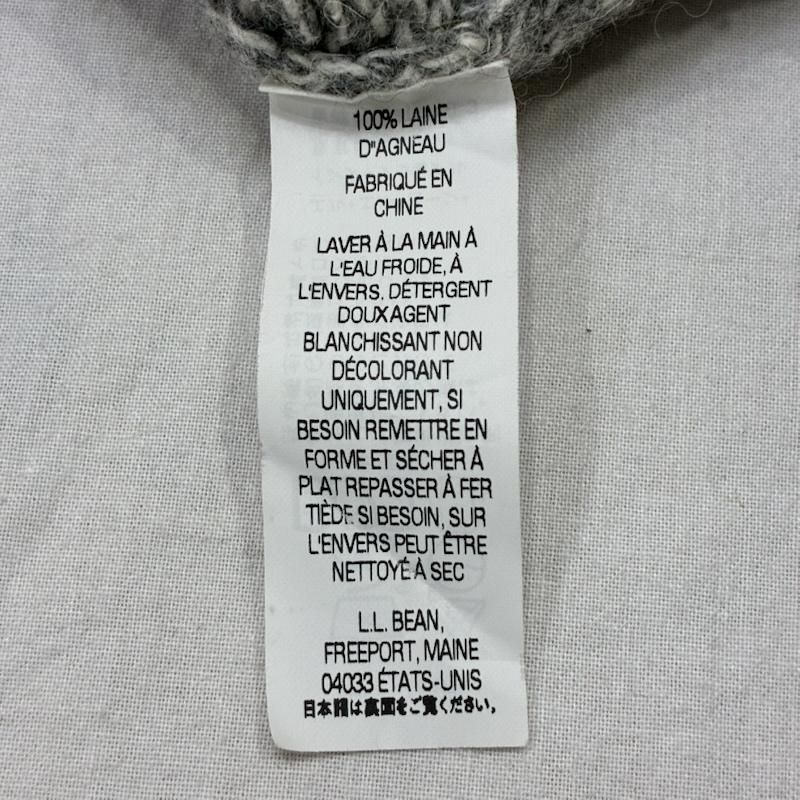 100% LAINE
D"AGNEAU
FABRIQUÉ EN
CHINE
LAVER À LA MAIN À
L'EAU FROIDE, À
L'ENVERS. DÉTERGENT
DOUX AGENT
BLANCHISSANT NON
DÉCOLORANT
UNIQUEMENT, SI
BESOIN REMETTRE EN
FORME ET SÉCHER À
PLAT REPASSER À FER
TIÈDE SI BESOIN, SUR
L'ENVERS PEUT ÊTRE
NETTOYÉ À SEC
L.L. BEAN,
FREEPORT, MAINE
04033 ÉTATS-UNIS
日本語は裏面をご覧ください。